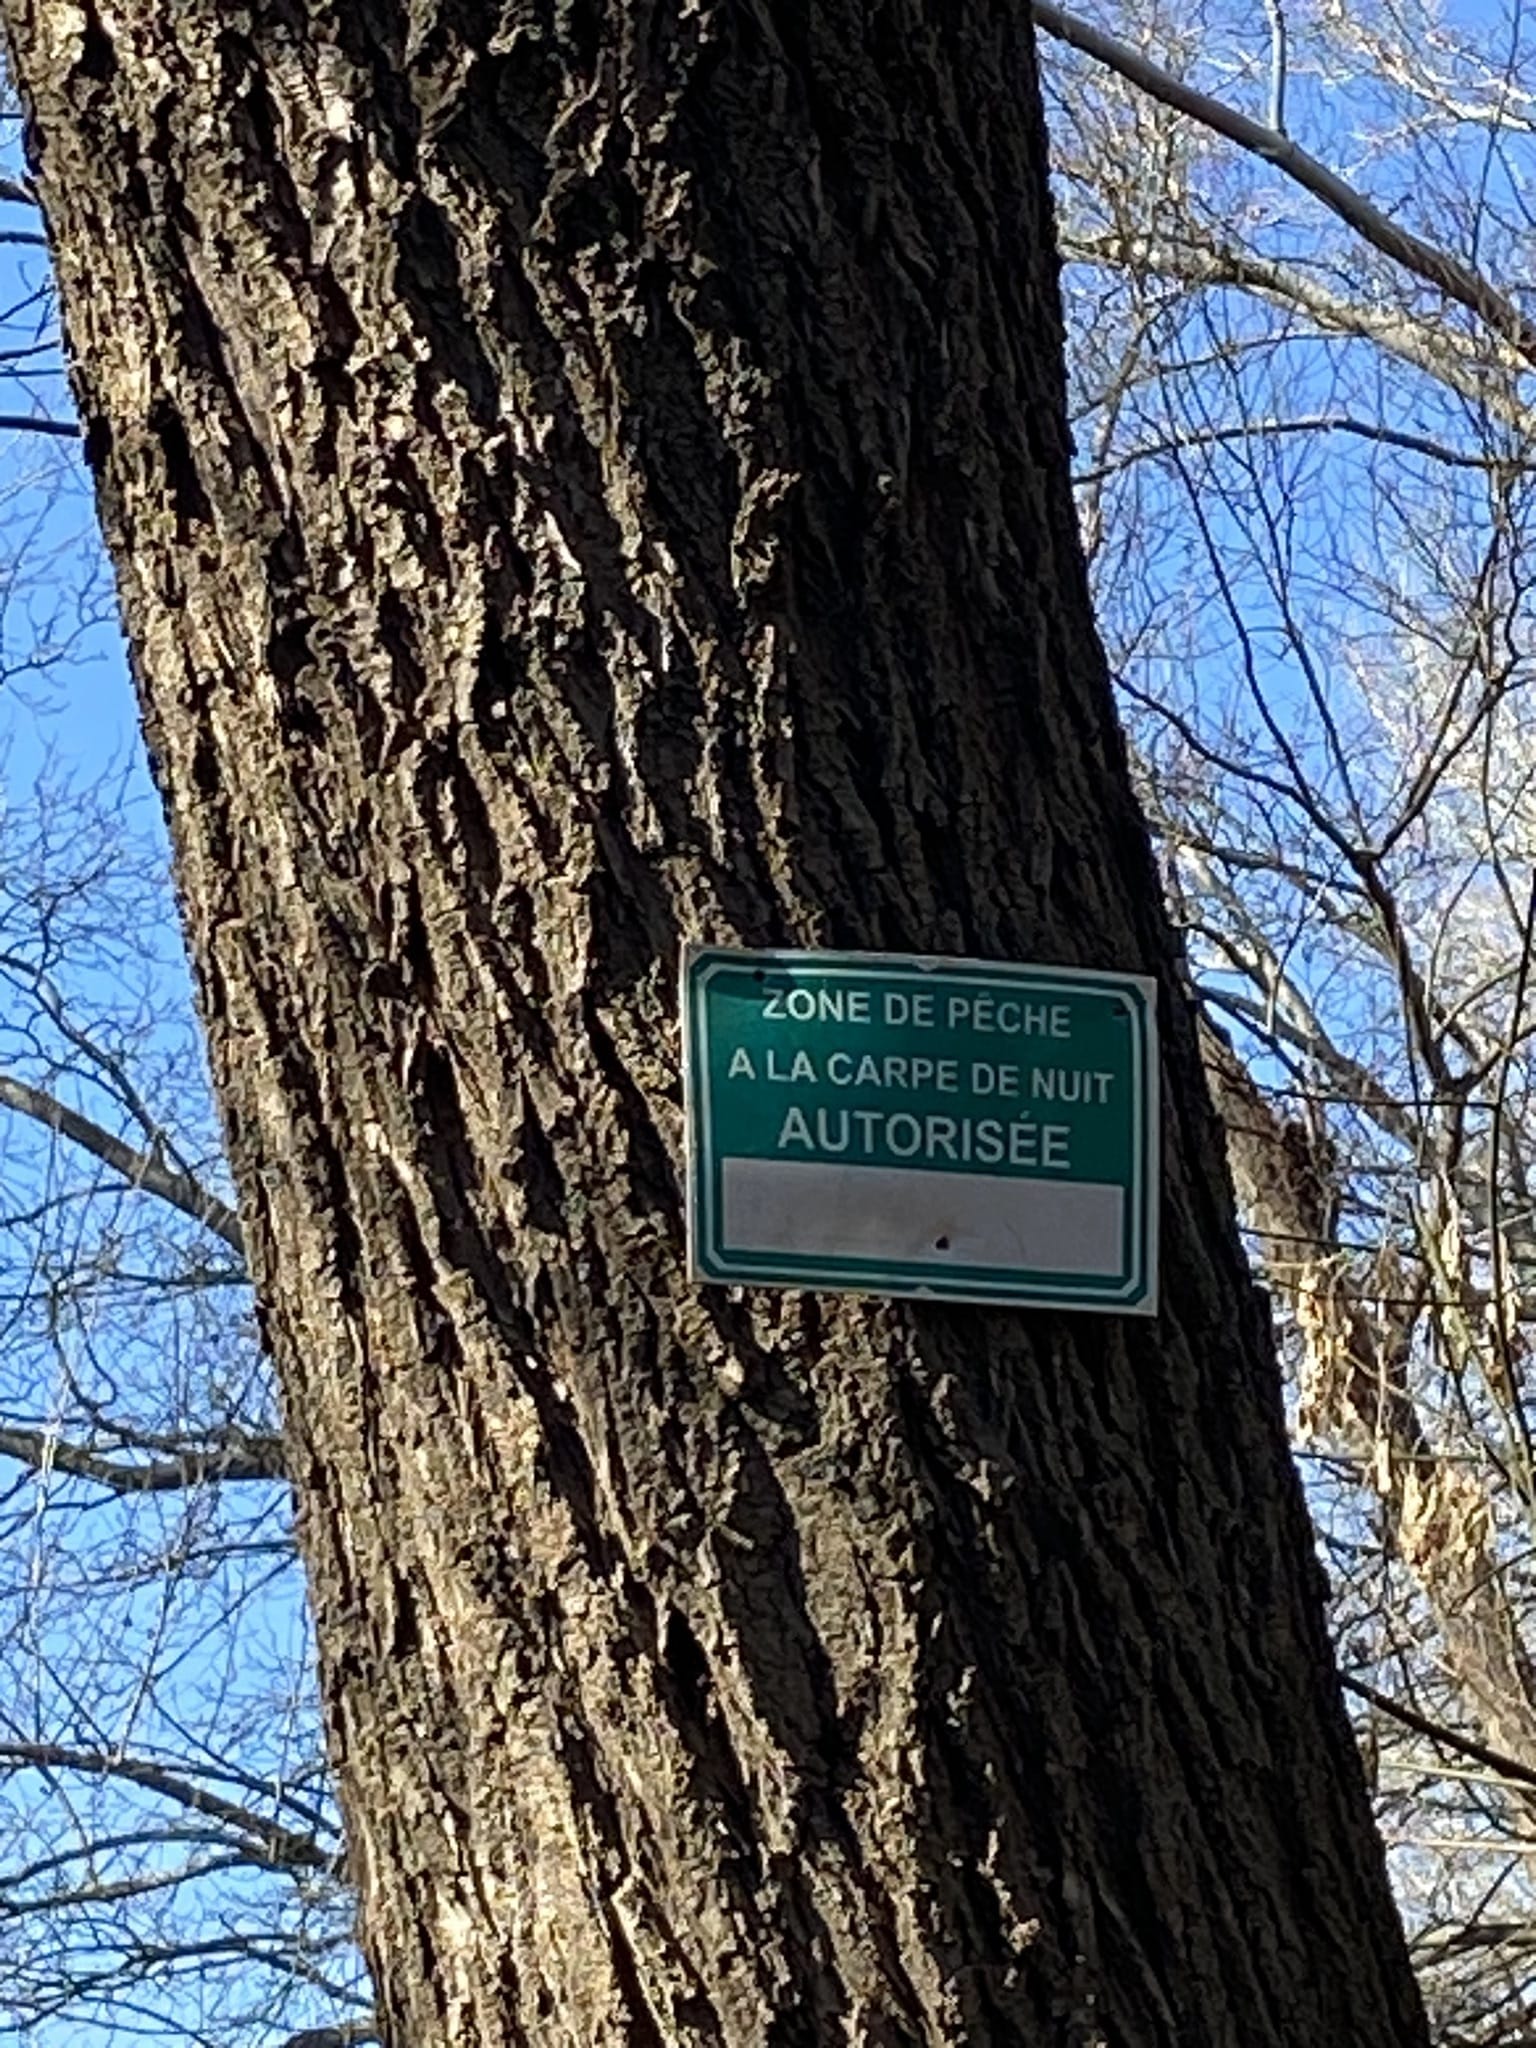 ZONE DE PÊCHE
A LA CARPE DE NUIT
AUTORISÉE